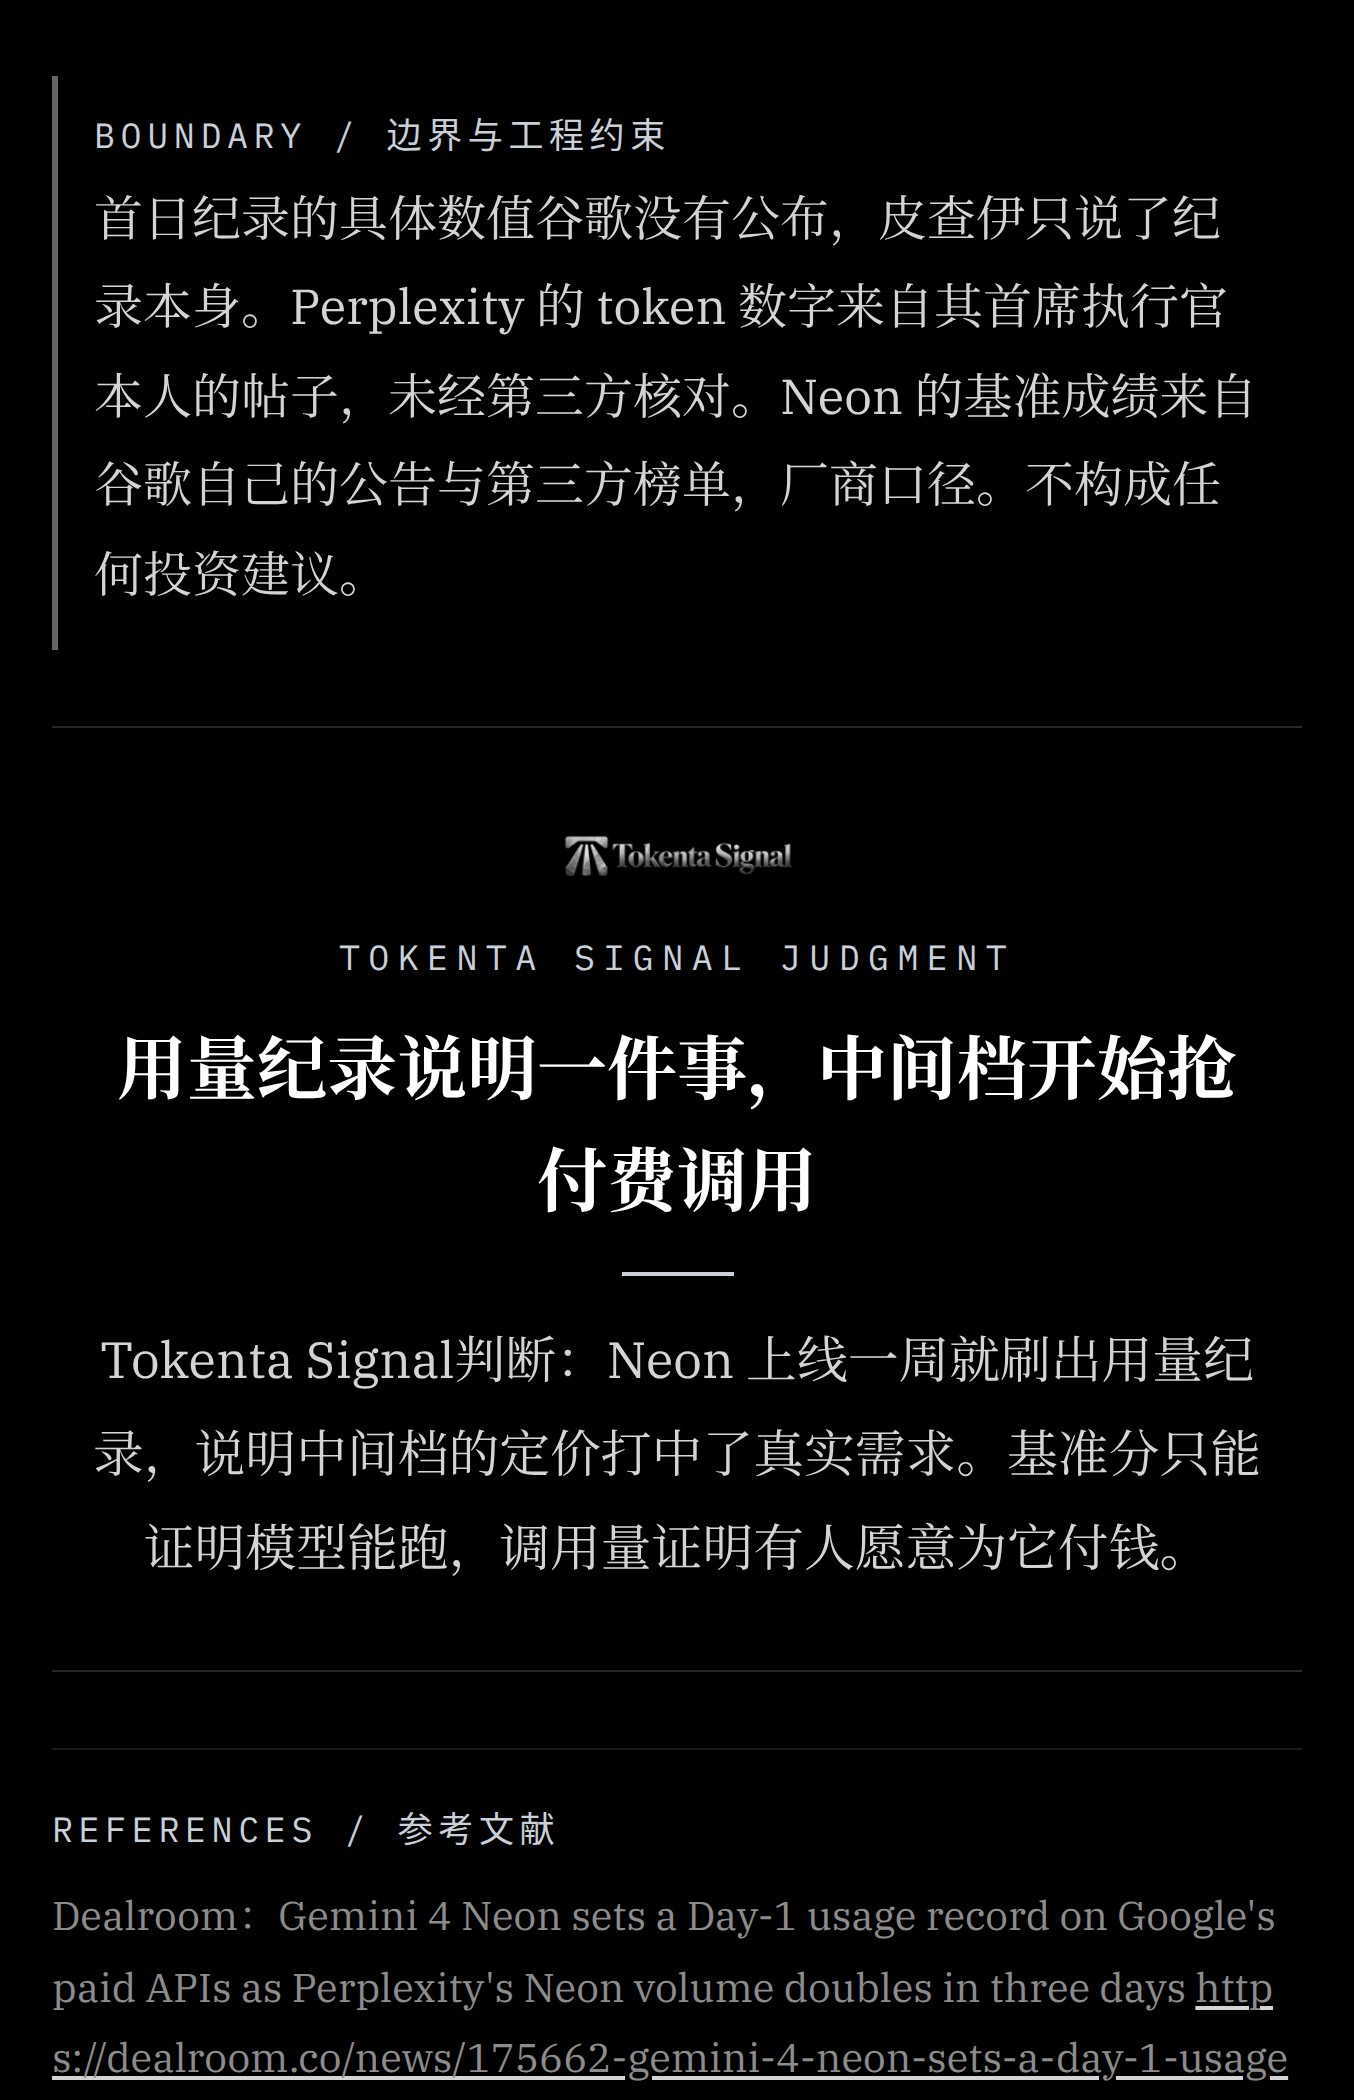 BOUNDARY / 边界与工程约束
首日纪录的具体数值谷歌没有公布，皮查伊只说了纪
录本身。Perplexity 的 token 数字来自其首席执行官
本人的帖子，未经第三方核对。Neon 的基准成绩来自
谷歌自己的公告与第三方榜单，厂商口径。不构成任
何投资建议。
Tokenta Signal
TOKENTA SIGNAL JUDGMENT
用量纪录说明一件事，中间档开始抢
付费调用
Tokenta Signal判断：Neon 上线一周就刷出用量纪
录，说明中间档的定价打中了真实需求。基准分只能
证明模型能跑，调用量证明有人愿意为它付钱。
REFERENCES / 参考文献
Dealroom：Gemini 4 Neon sets a Day-1 usage record on Google's
paid APIs as Perplexity's Neon volume doubles in three days http
s://dealroom.co/news/175662-gemini-4-neon-sets-a-day-1-usage